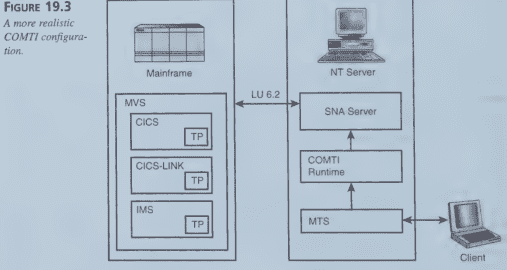 FIGURE 19.3
A more realistic
COMTI configura-
tion.
Mainframe
MVS
CICS
TP
CICS-LINK
TP
IMS
TP
LU 6.2
NT Server
SNA Server
COMTI
Runtime
MTS
Client